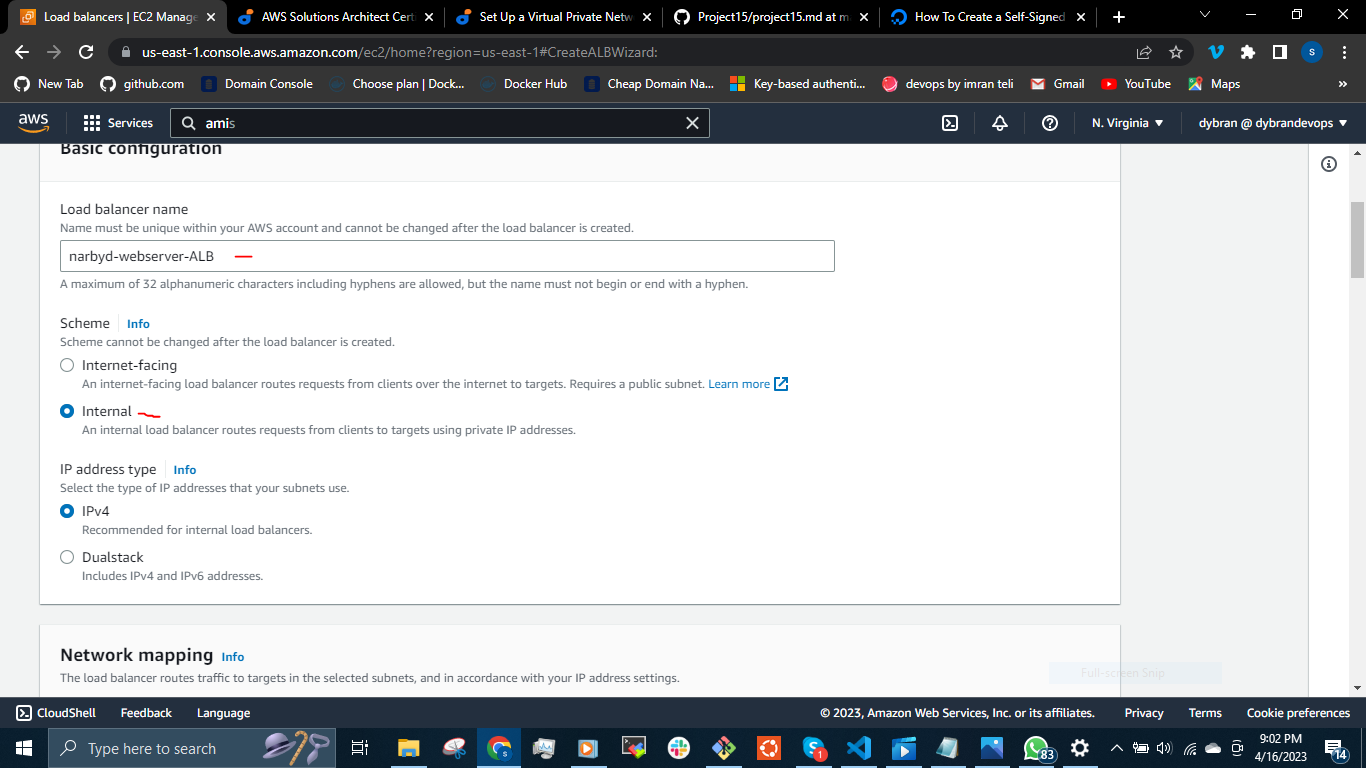 Load balancers | EC2 Manage
AWS Solutions Architect Cert
Set Up a Virtual Private Netw
Project15/project15.md at ma
How To Create a Self-Signed
us-east-1.console.aws.amazon.com/ec2/home?region=us-east-1#CreateALBWizard:
S
New Tab
github.com
Domain Console
Choose plan | Dock...
Docker Hub
Cheap Domain Na...
Key-based authenti...
devops by imran teli
Gmail
YouTube
Maps
»
aws
Services
amis
N. Virginia
dybran @ dybrandevops
Basic configuration
Load balancer name
Name must be unique within your AWS account and cannot be changed after the load balancer is created.
narbyd-webserver-ALB
A maximum of 32 alphanumeric characters including hyphens are allowed, but the name must not begin or end with a hyphen.
Scheme Info
Scheme cannot be changed after the load balancer is created.
Internet-facing
An internet-facing load balancer routes requests from clients over the internet to targets. Requires a public subnet. Learn more
Internal
An internal load balancer routes requests from clients to targets using private IP addresses.
IP address type Info
Select the type of IP addresses that your subnets use.
IPv4
Recommended for internal load balancers.
Dualstack
Includes IPv4 and IPv6 addresses.
Network mapping Info
The load balancer routes traffic to targets in the selected subnets, and in accordance with your IP address settings.
Full-screen Snip
CloudShell
Feedback
Language
© 2023, Amazon Web Services, Inc. or its affiliates.
Privacy
Terms
Cookie preferences
Type here to search
1
83
9:02 PM
4/16/2023
14